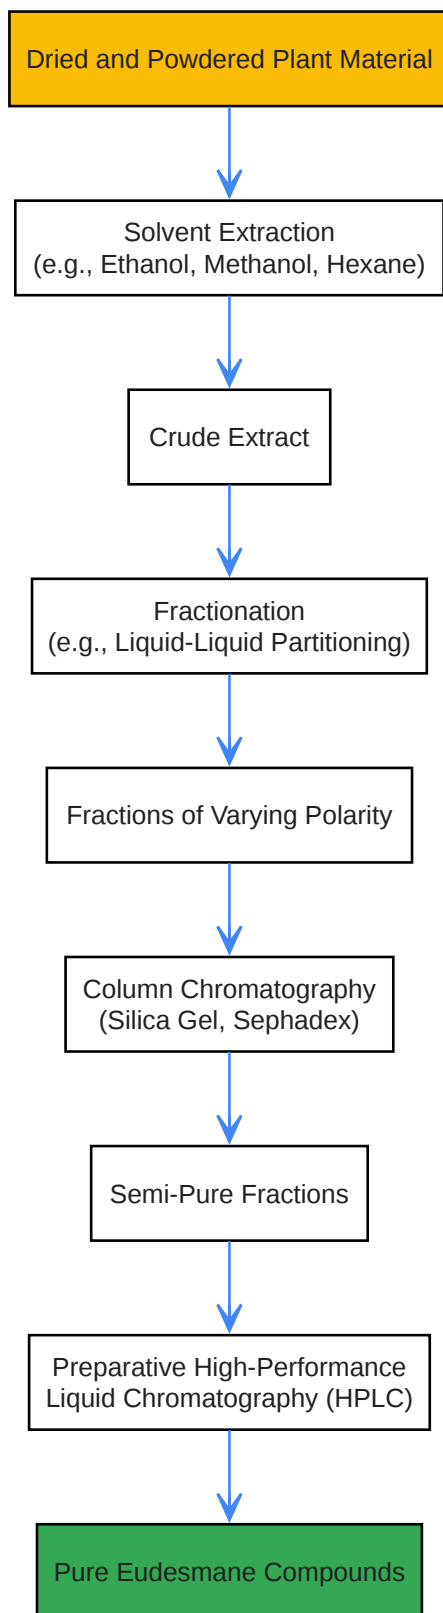 Dried and Powdered Plant Material
Solvent Extraction
(e.g., Ethanol, Methanol, Hexane)
Crude Extract
Fractionation
(e.g., Liquid-Liquid Partitioning)
Fractions of Varying Polarity
Column Chromatography
(Silica Gel, Sephadex)
Semi-Pure Fractions
Preparative High-Performance
Liquid Chromatography (HPLC)
Pure Eudesmane Compounds